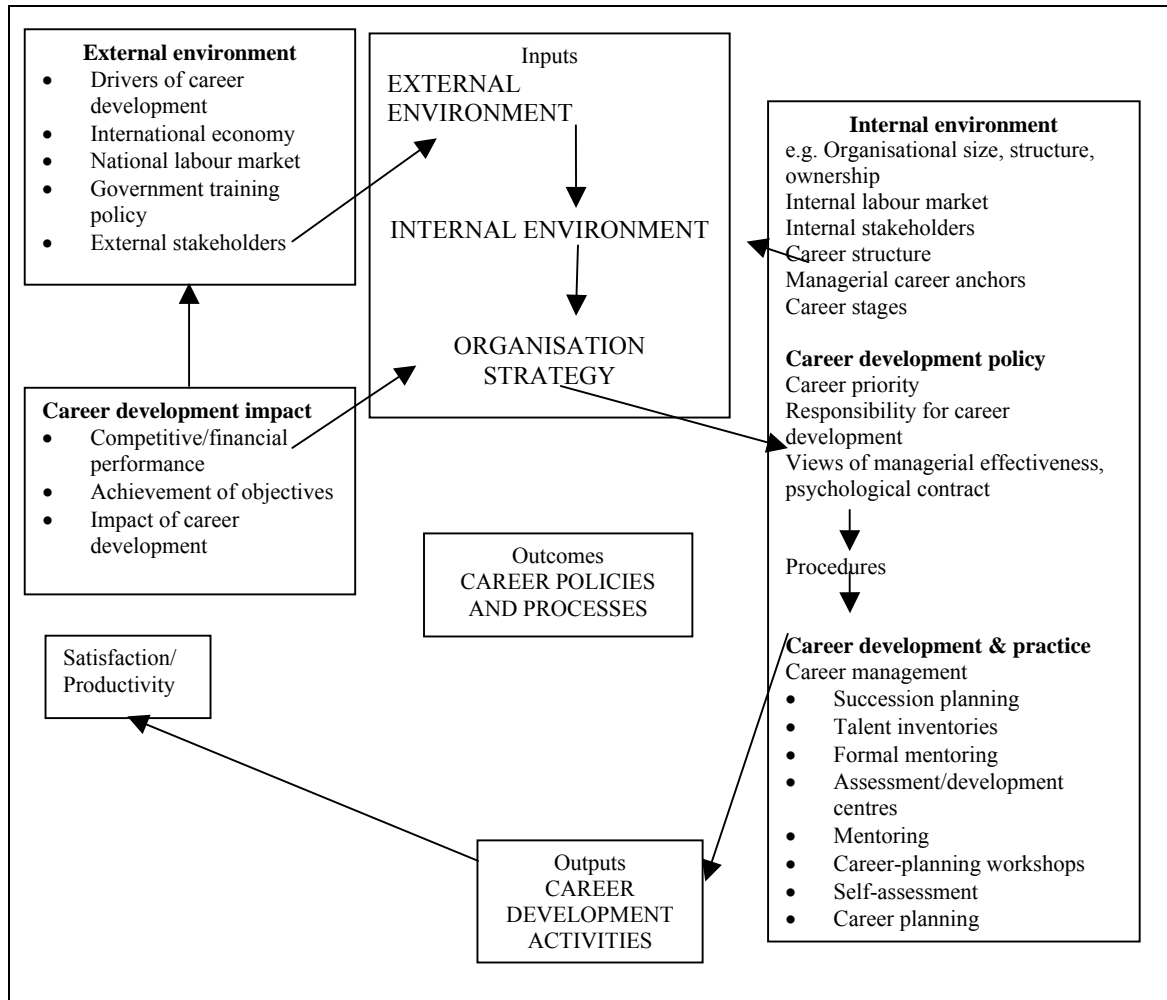 External environment
• Drivers of career
development
• International economy
• National labour market
• Government training
policy
• External stakeholders
Inputs
EXTERNAL
ENVIRONMENT
INTERNAL ENVIRONMENT
ORGANISATION
STRATEGY
Internal environment
e.g. Organisational size, structure,
ownership
Internal labour market
Internal stakeholders
Career structure
Managerial career anchors
Career stages
Career development policy
Career priority
Responsibility for career
development
Views of managerial effectiveness,
psychological contract
Procedures
Career development & practice
Career management
• Succession planning
• Talent inventories
• Formal mentoring
• Assessment/development
centres
• Mentoring
• Career-planning workshops
• Self-assessment
• Career planning
Career development impact
• Competitive/financial
performance
• Achievement of objectives
• Impact of career
development
Outcomes
CAREER POLICIES
AND PROCESSES
Satisfaction/
Productivity
Outputs
CAREER
DEVELOPMENT
ACTIVITIES